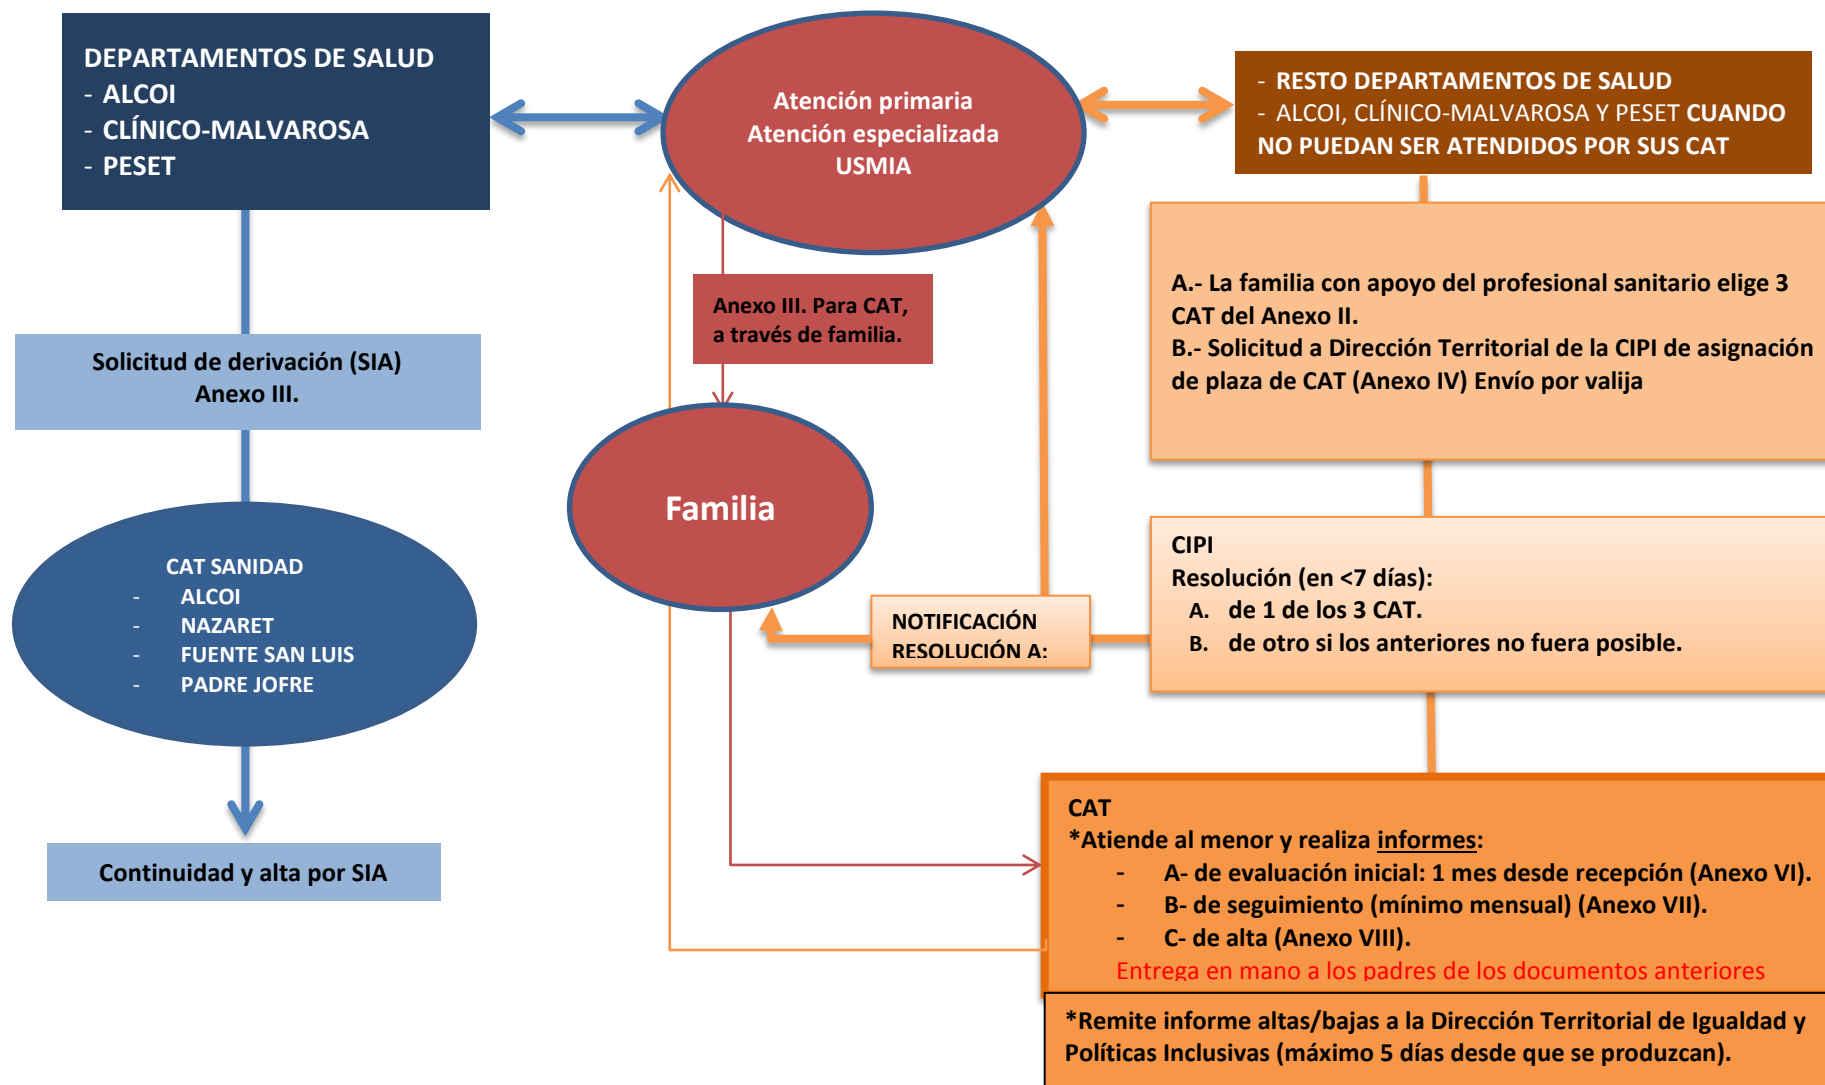 DEPARTAMENTOS DE SALUD
- ALCOI
- CLÍNICO-MALVAROSA
- PESET
Atención primaria
Atención especializada
USMIA
- RESTO DEPARTAMENTOS DE SALUD
- ALCOI, CLÍNICO-MALVAROSA Y PESET CUANDO
NO PUEDAN SER ATENDIDOS POR SUS CAT
Anexo III. Para CAT,
a través de familia.
A.- La familia con apoyo del profesional sanitario elige 3
CAT del Anexo II.
B.- Solicitud a Dirección Territorial de la CIPI de asignación
de plaza de CAT (Anexo IV) Envío por valija
Solicitud de derivación (SIA)
Anexo III.
Familia
CAT SANIDAD
- ALCOI
- NAZARET
- FUENTE SAN LUIS
- PADRE JOFRE
CIPI
Resolución (en <7 días):
A. de 1 de los 3 CAT.
B. de otro si los anteriores no fuera posible.
NOTIFICACIÓN
RESOLUCIÓN A:
Continuidad y alta por SIA
CAT
*Atiende al menor y realiza informes:
- A- de evaluación inicial: 1 mes desde recepción (Anexo VI).
- B- de seguimiento (mínimo mensual) (Anexo VII).
- C- de alta (Anexo VIII).
Entrega en mano a los padres de los documentos anteriores
*Remite informe altas/bajas a la Dirección Territorial de Igualdad y
Políticas Inclusivas (máximo 5 días desde que se produzcan).